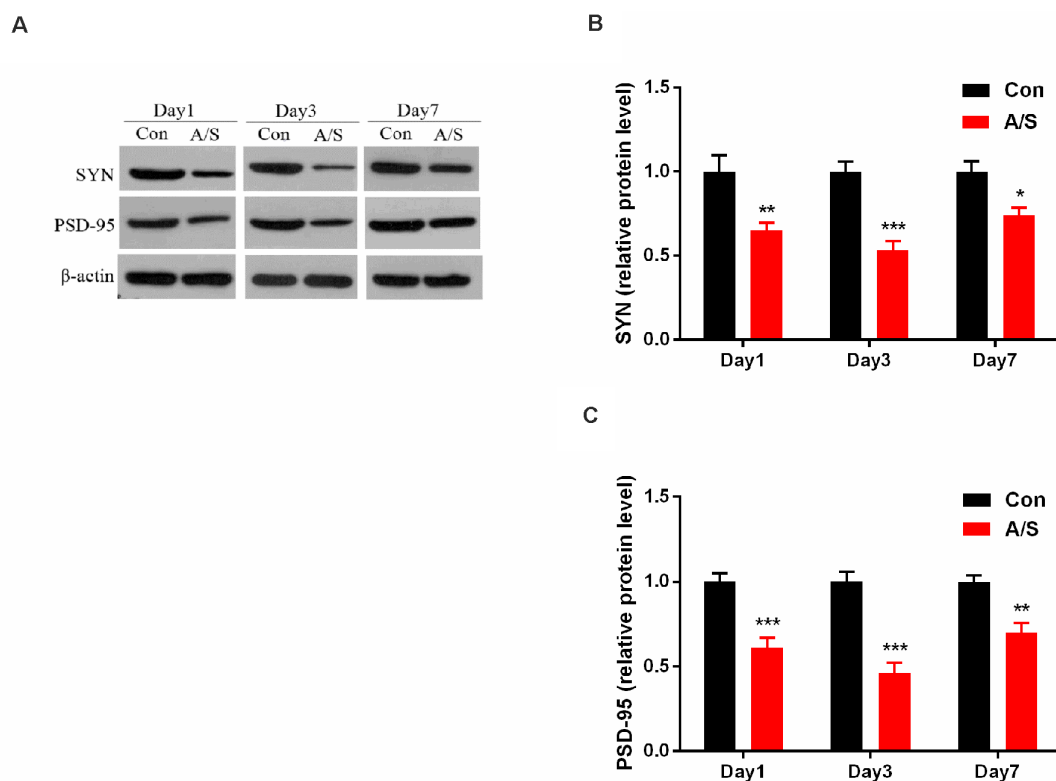 A
Day1 Day3 Day7
Con A/S Con A/S Con A/S
SYN
PSD-95
β-actin
B
SYN (relative protein level)
1.5
1.0
0.5
0.0
Con
A/S
**
***
*
Day1 Day3 Day7
C
PSD-95 (relative protein level)
1.5
1.0
0.5
0.0
Con
A/S
***
***
**
Day1 Day3 Day7